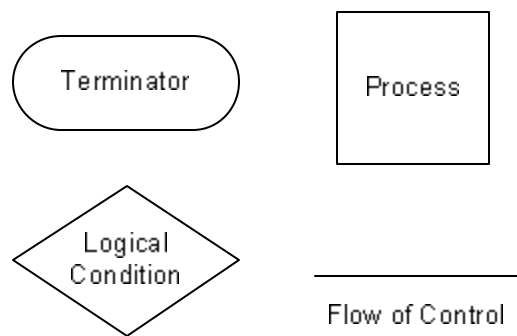 Terminator
Process
Logical
Condition
Flow of Control